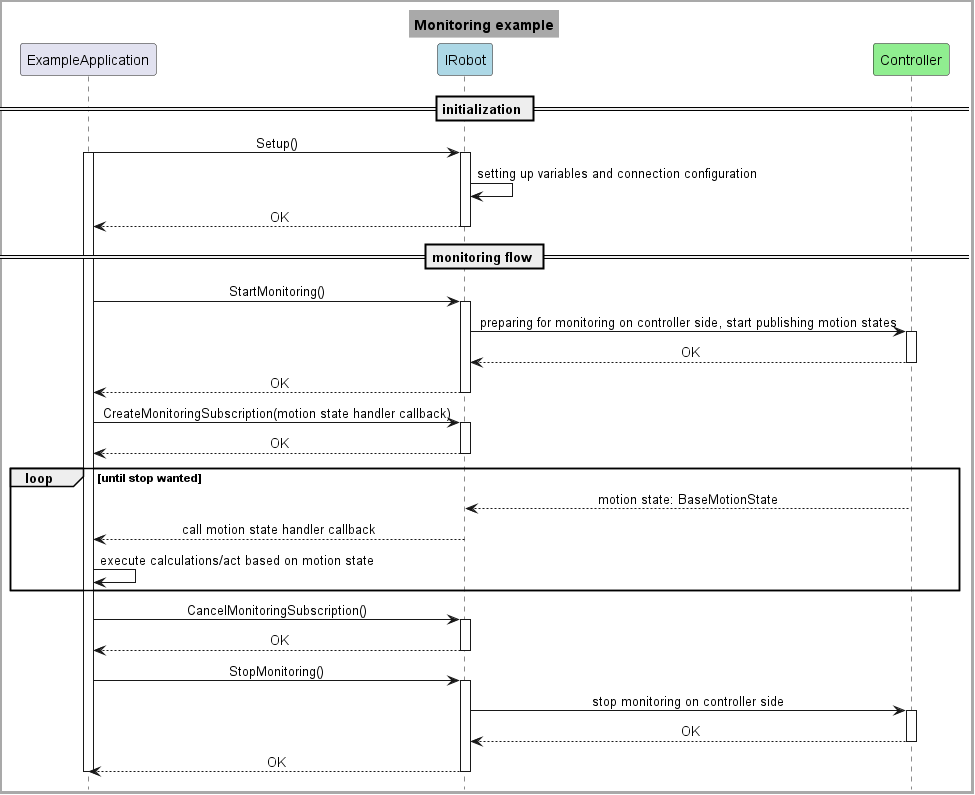 Monitoring example
ExampleApplication
IRobot
Controller
initialization
Setup()
setting up variables and connection configuration
OK
monitoring flow
StartMonitoring()
preparing for monitoring on controller side, start publishing motion states
OK
OK
CreateMonitoringSubscription(motion state handler callback)
OK
loop
[until stop wanted]
motion state: BaseMotionState
call motion state handler callback
execute calculations/act based on motion state
CancelMonitoringSubscription()
OK
StopMonitoring()
stop monitoring on controller side
OK
OK